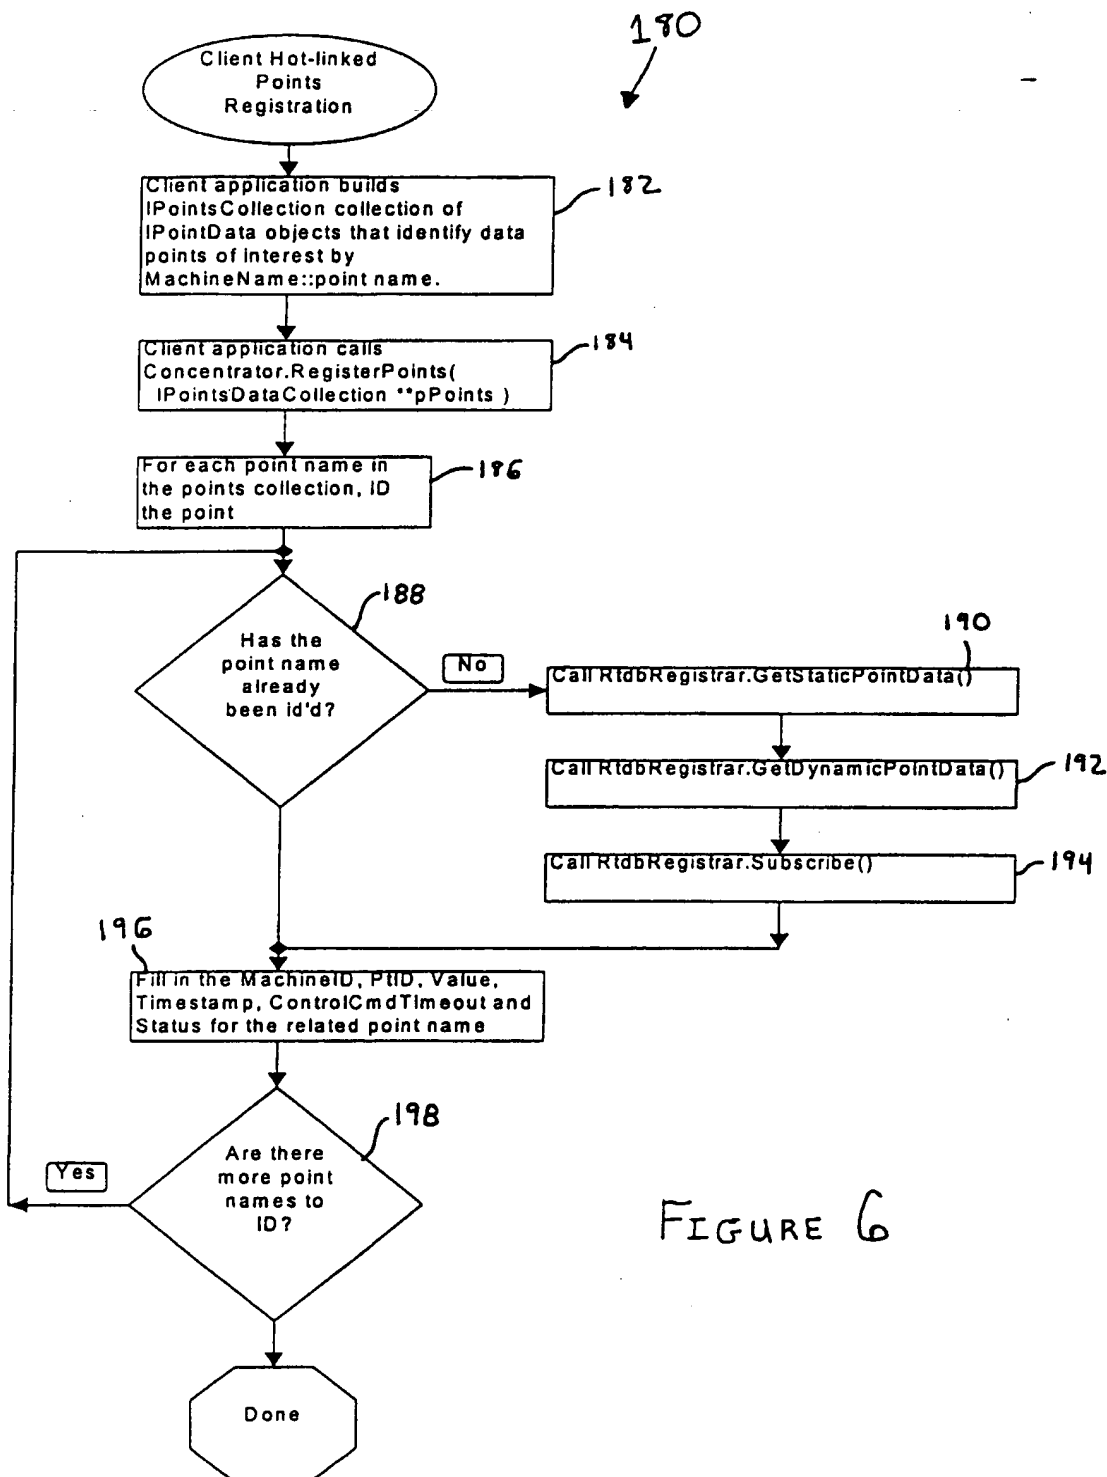 180
Client Hot-linked
Points
Registration
182
Client application builds
IPointsCollection collection of
IPointData objects that identify data
points of interest by
MachineName::point name.
184
Client application calls
Concentrator.RegisterPoints(
IPointsDataCollection **pPoints )
186
For each point name in
the points collection, ID
the point
188
Has the
point name
already
been id'd?
No
190
Call RtdbRegistrar.GetStaticPointData()
Call RtdbRegistrar.GetDynamicPointData()
192
Call RtdbRegistrar.Subscribe()
194
196
Fill in the MachineID, PtID, Value,
Timestamp, ControlCmdTimeout and
Status for the related point name
198
Are there
more point
names to
ID?
Yes
FIGURE 6
Done